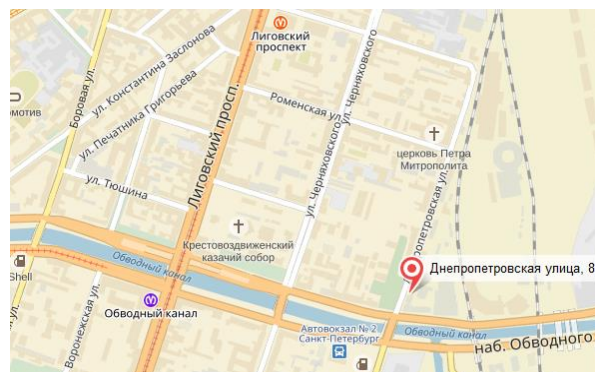 Лиговский
проспект
ул. Константина Заслонова
Боровая ул.
ул. Печатника Григорьева
Лиговский просп.
ул. Черняховского
Роменская ул.
церковь Петра
Митрополита
ул. Тюшина
ул. Черняховского
Крестовоздвиженский
казачий собор
Обводный канал
Shell
Днепропетровская улица, 8
Воронежская ул.
Обводный канал
Автовокзал № 2
Санкт-Петербург
Обводный канал
наб. Обводного